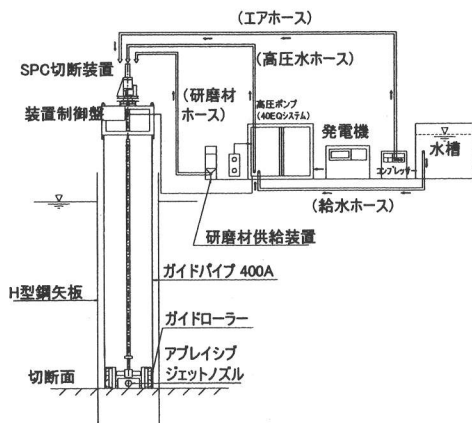 (エアホース)
SPC切断装置
(高圧水ホース)
(研磨材
ホース)
高圧ポンプ
(40EQシステム)
装置制御盤
発電機
水槽
コンプレッサー
(給水ホース)
研磨材供給装置
ガイドパイプ 400A
H型鋼矢板
ガイドローラー
アブレイシブ
ジェットノズル
切断面